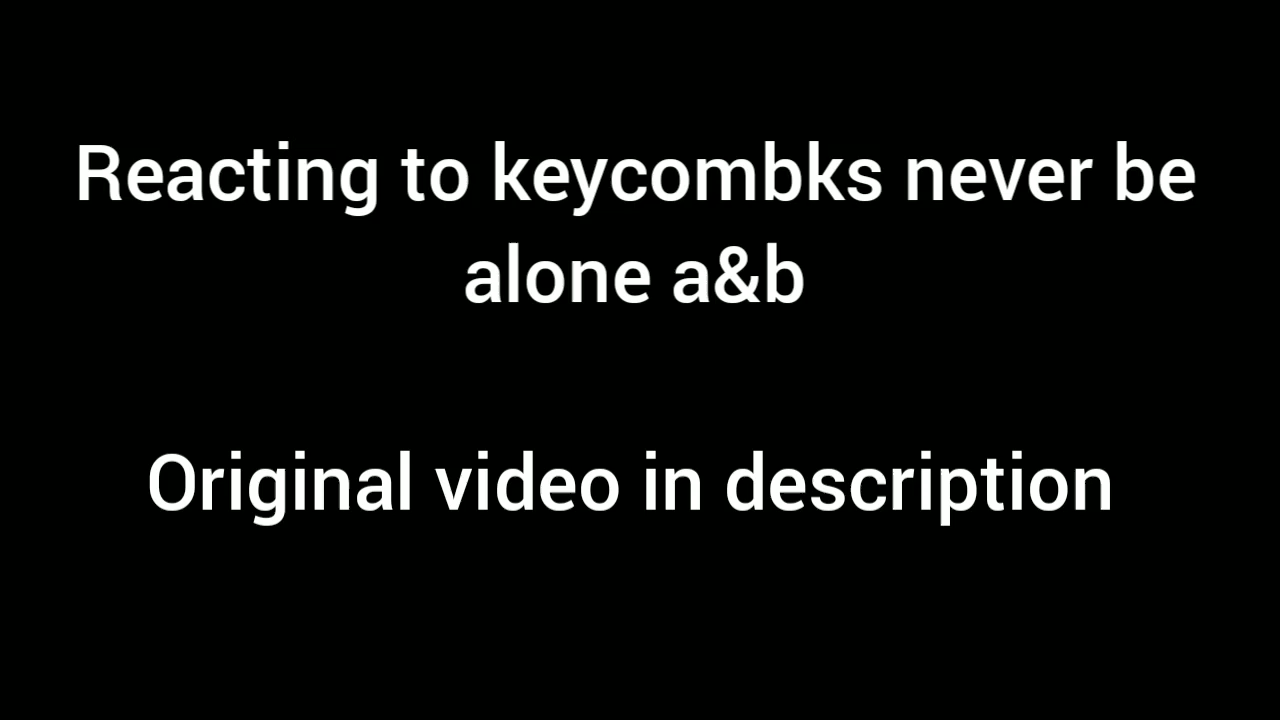 Reacting to keycombks never be
alone a&b
Original video in description